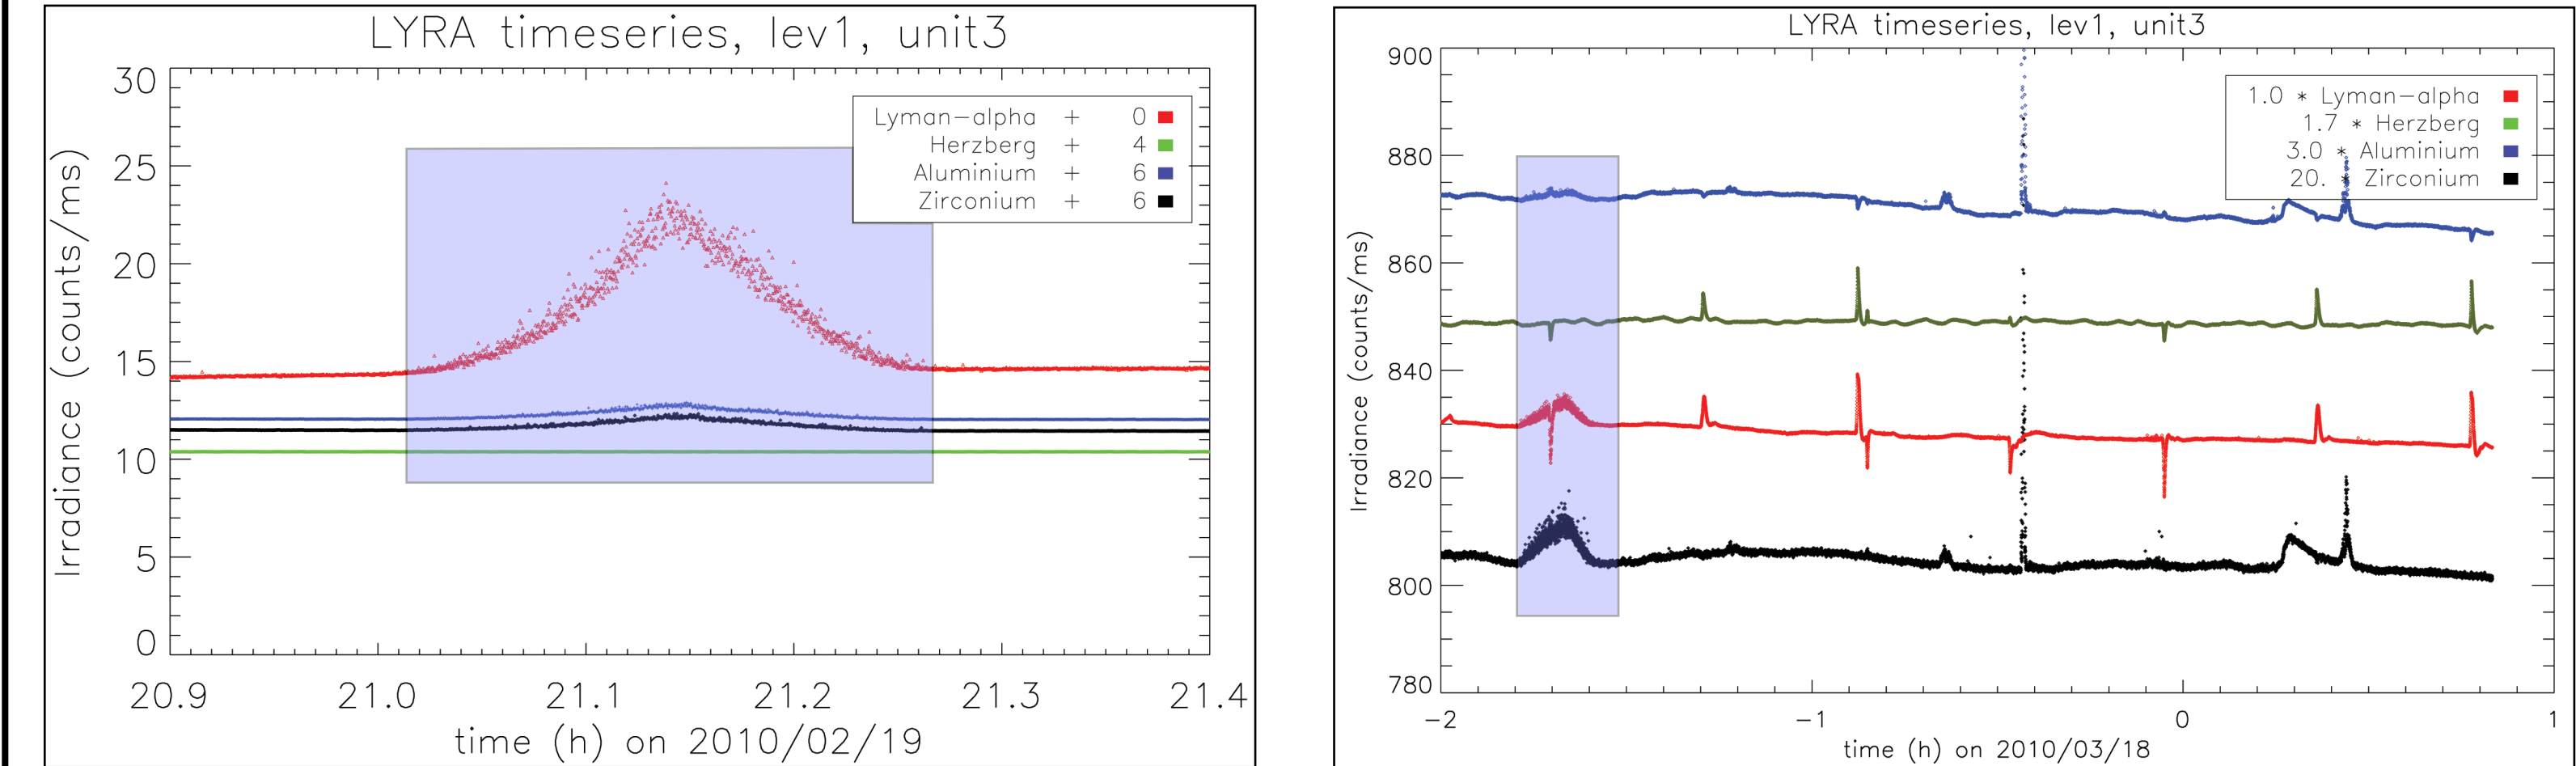 LYRA timeseries, lev1, unit3
30
25
20
15
10
5
0
Irradiance (counts/ms)
Lyman-alpha + 0
Herzberg + 4
Aluminium + 6
Zirconium + 6
20.9 21.0 21.1 21.2 21.3 21.4
time (h) on 2010/02/19
LYRA timeseries, lev1, unit3
900
880
860
840
820
800
780
Irradiance (counts/ms)
1.0 * Lyman-alpha
1.7 * Herzberg
3.0 * Aluminium
20. * Zirconium
-2 -1 0 1
time (h) on 2010/03/18